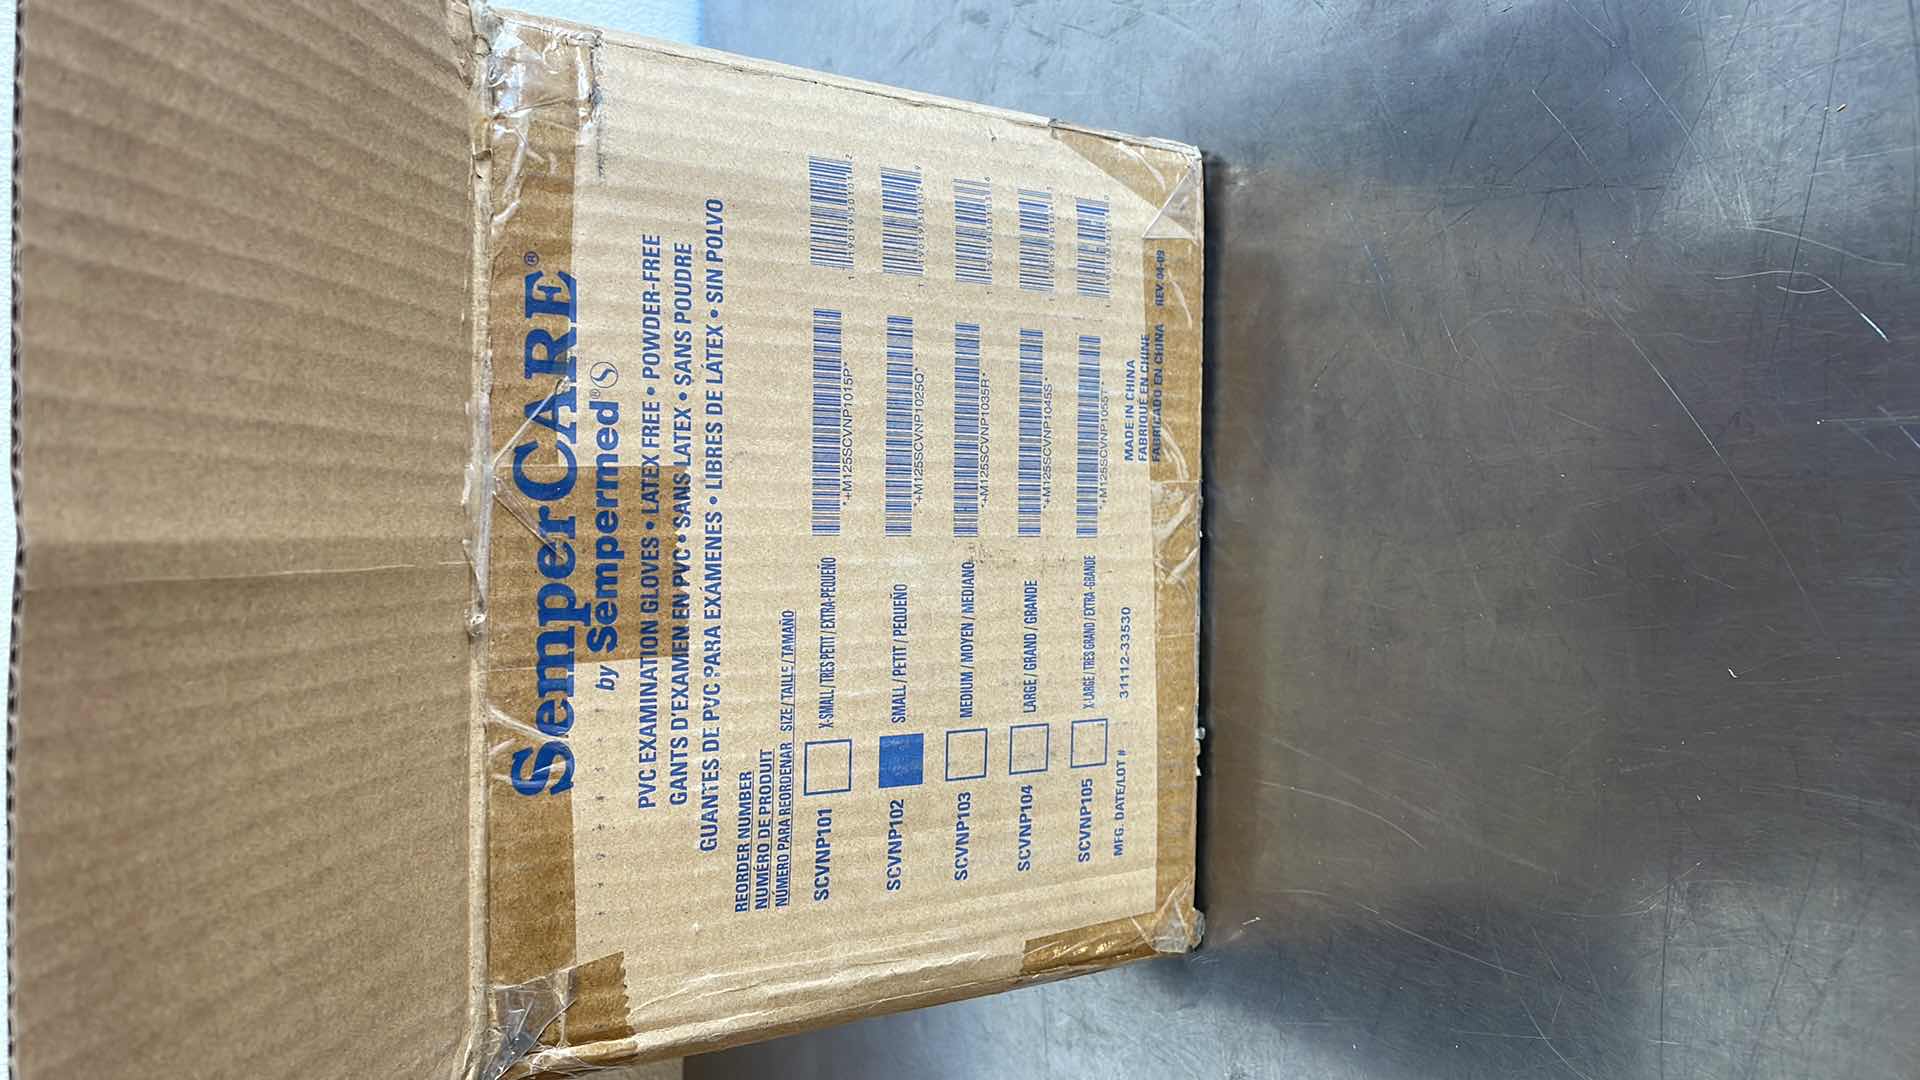 SemperCARE®
by Sempermed®
PVC EXAMINATION GLOVES • LATEX FREE • POWDER-FREE
GANTS D'EXAMEN EN PVC • SANS LATEX • SANS POUDRE
GUANTES DE PVC PARA EXAMENES • LIBRES DE LÁTEX • SIN POLVO
REORDER NUMBER
NUMÉRO DE PRODUIT
NÚMERO PARA REORDENAR SIZE / TAILLE / TAMAÑO
SCVNP101 X-SMALL / TRES PETIT / EXTRA-PEQUEÑO *+M125SCVNP1015P*
SCVNP102 SMALL / PETIT / PEQUEÑO *+M125SCVNP1025Q*
SCVNP103 MEDIUM / MOYEN / MEDIANO *+M125SCVNP1035R*
SCVNP104 LARGE / GRAND / GRANDE *+M125SCVNP1045S*
SCVNP105 X-LARGE / TRES GRAND / EXTRA-GRANDE *+M125SCVNP1055T*
MFG. DATE/LOT # 31112-33530
MADE IN CHINA
FABRIQUÉ EN CHINE
FABRICADO EN CHINA REV 04-09